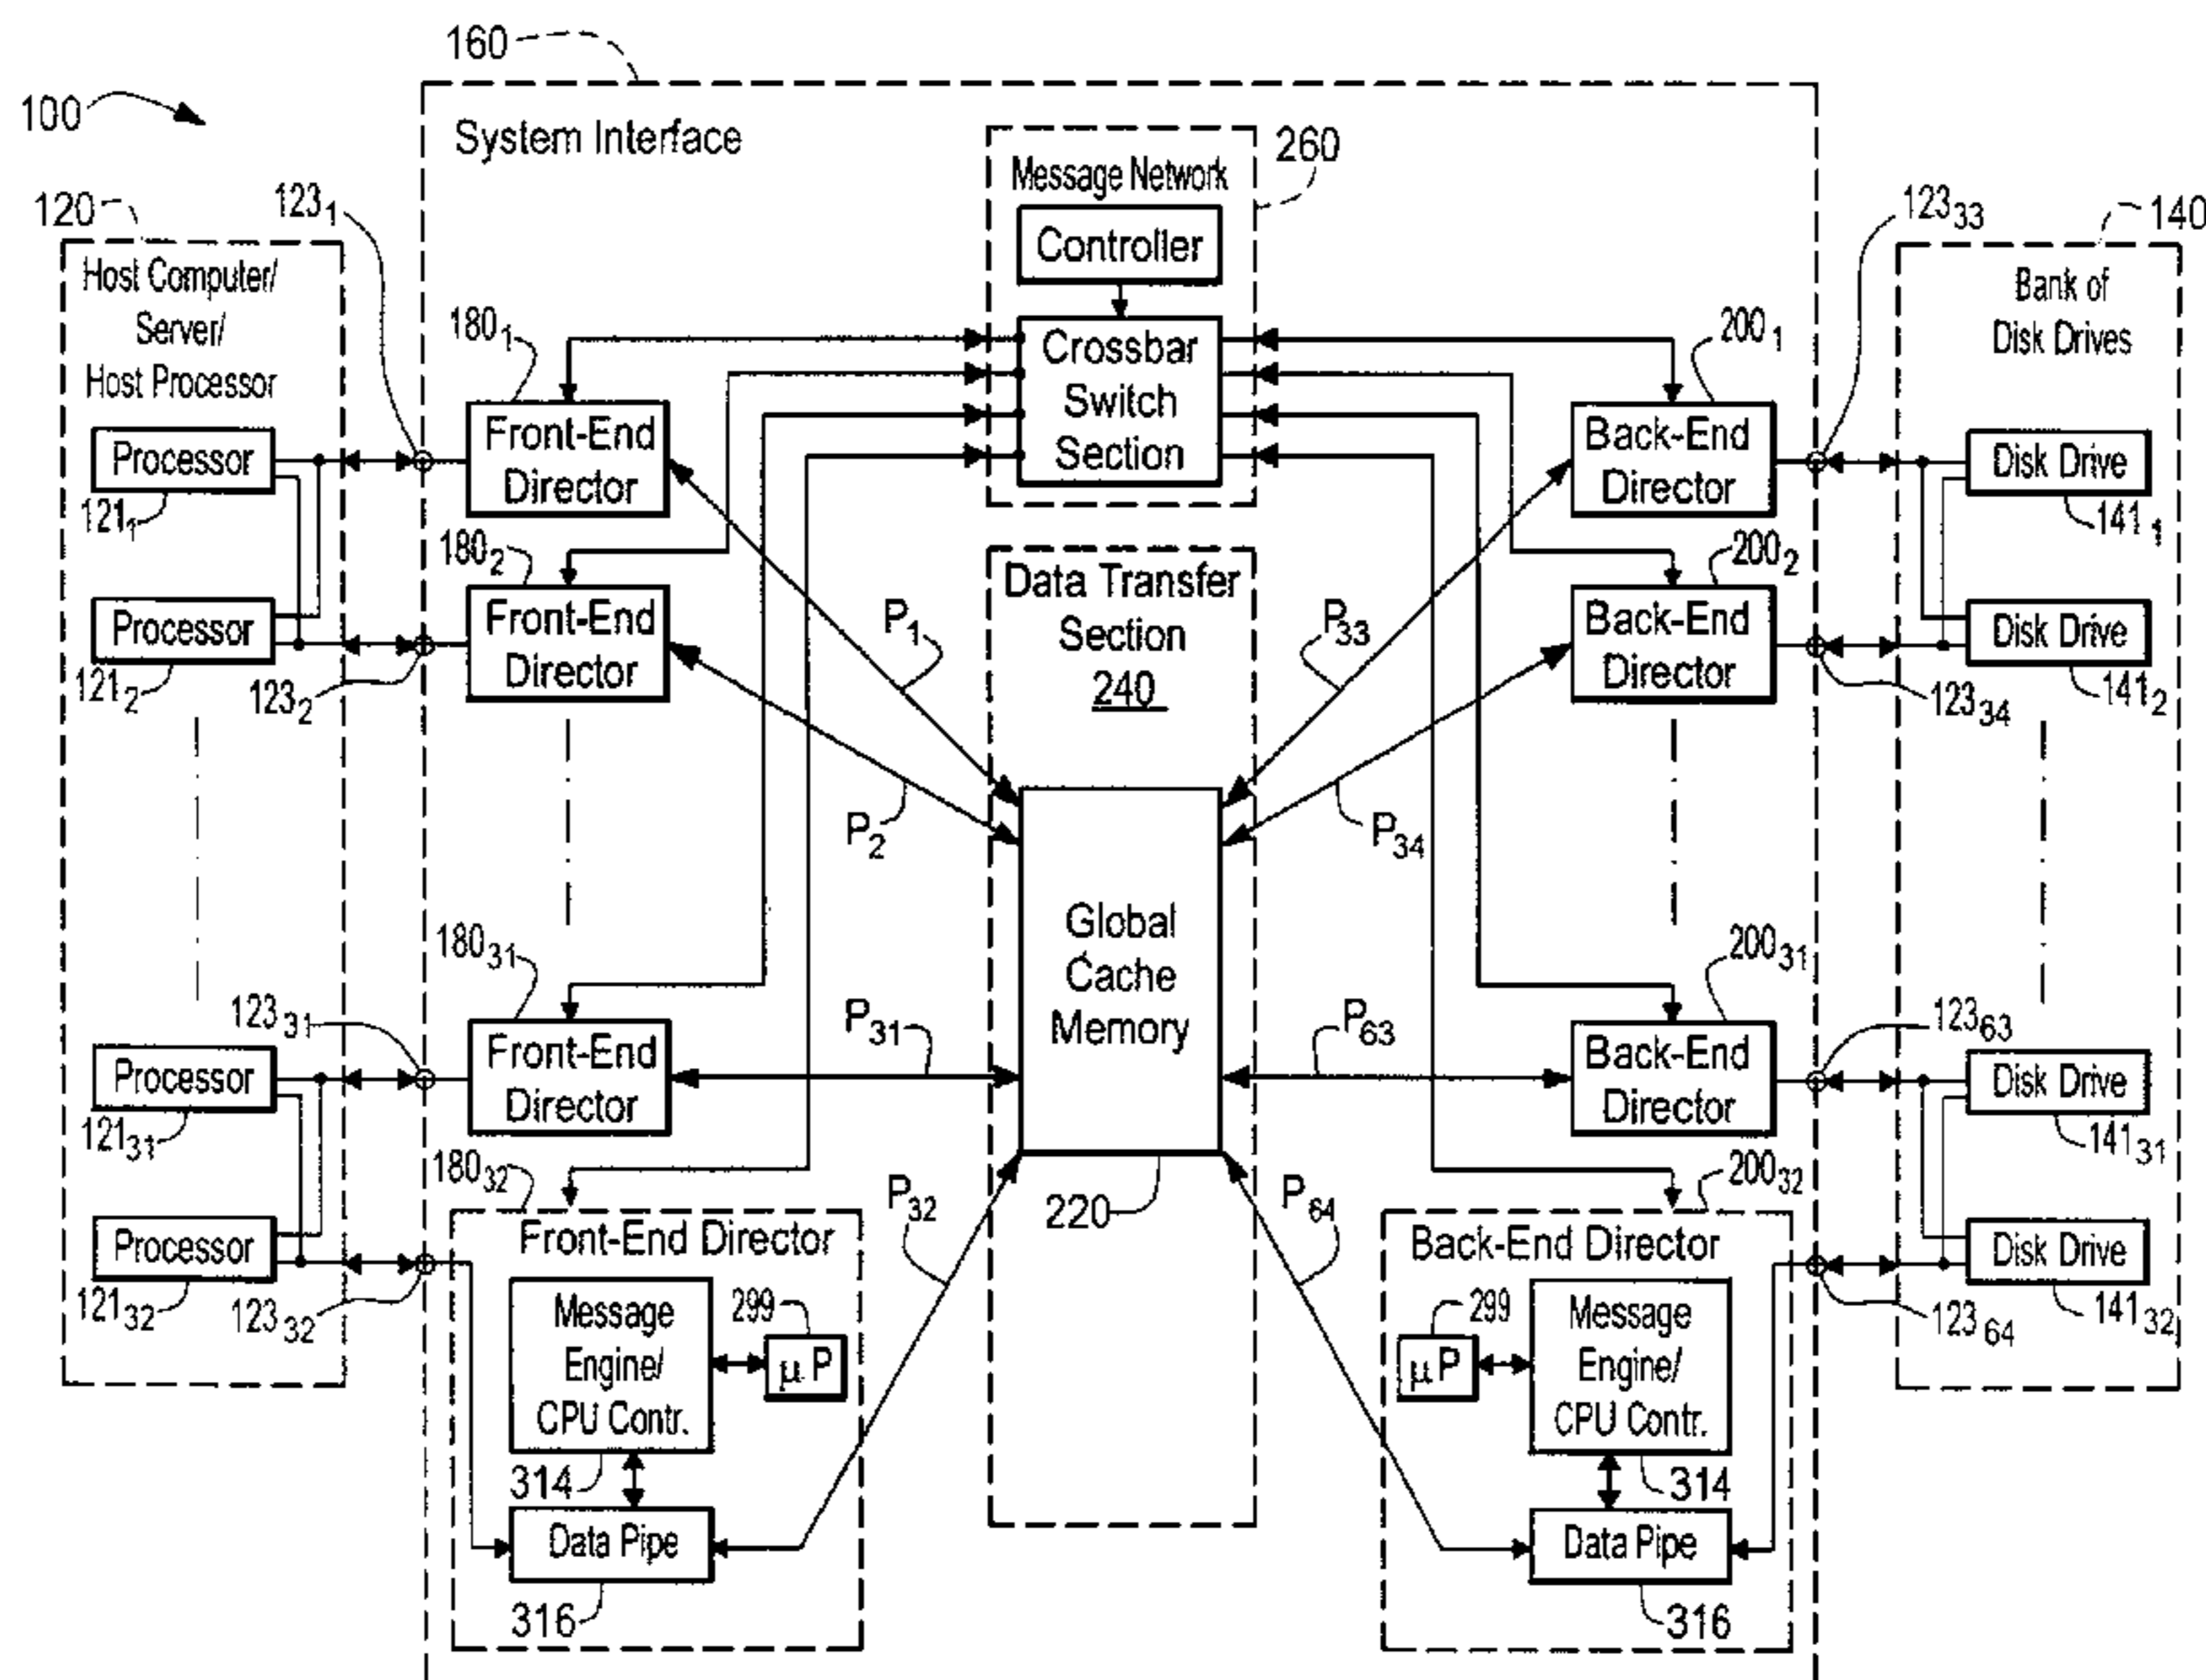 160
100
System Interface
260
Message Network
Controller
Crossbar
Switch
Section
120
Host Computer/
Server/
Host Processor
Processor
121₁
Processor
121₂
Processor
121₃₁
Processor
121₃₂
123₁
123₂
123₃₁
123₃₂
180₁
Front-End
Director
180₂
Front-End
Director
180₃₁
Front-End
Director
180₃₂
Front-End Director
Message
Engine/
CPU Contr.
299
µP
314
Data Pipe
316
P₁
P₂
P₃₁
P₃₂
Data Transfer
Section
240
Global
Cache
Memory
220
P₃₃
P₃₄
P₆₃
P₆₄
200₁
Back-End
Director
200₂
Back-End
Director
200₃₁
Back-End
Director
200₃₂
Back-End Director
299
µP
Message
Engine/
CPU Contr.
314
Data Pipe
316
123₃₃
123₃₄
123₆₃
123₆₄
140
Bank of
Disk Drives
Disk Drive
141₁
Disk Drive
141₂
Disk Drive
141₃₁
Disk Drive
141₃₂